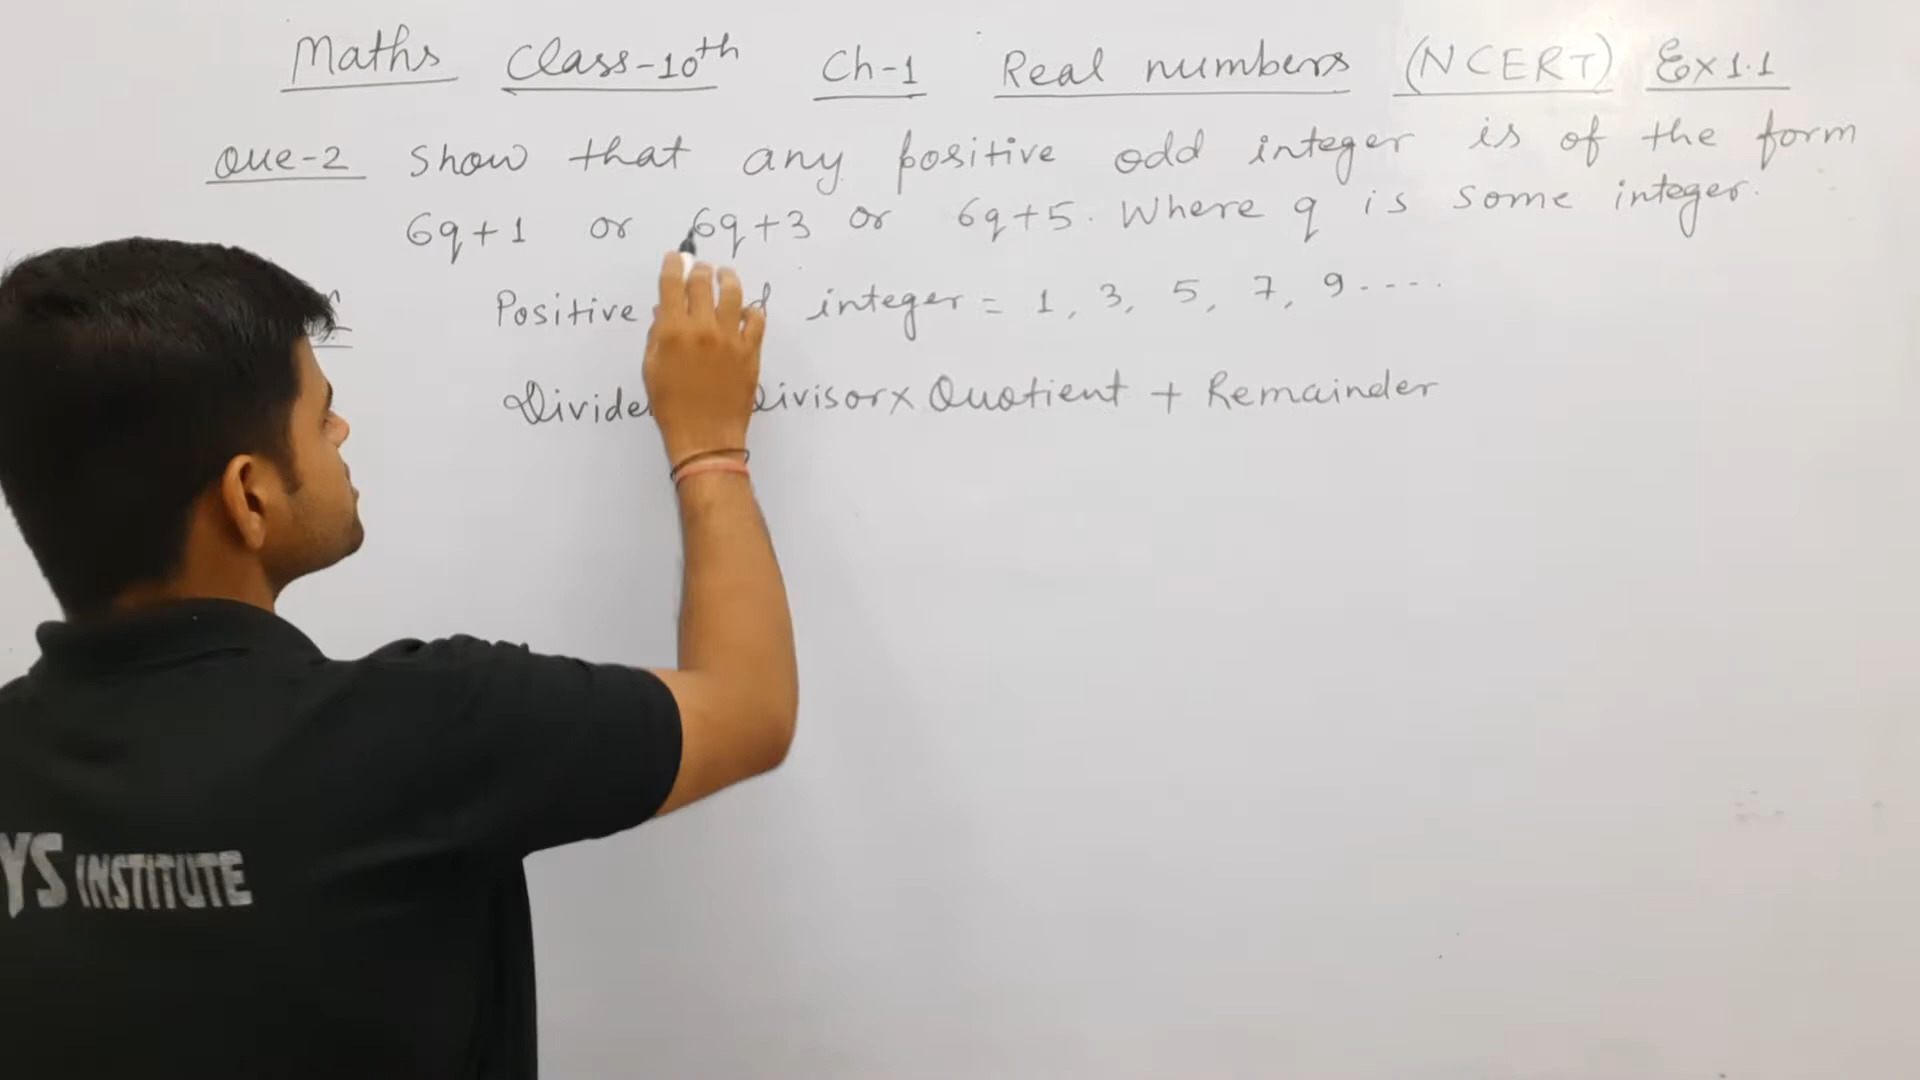 Maths Class-10th Ch-1 Real numbers (NCERT) Ex 1.1
Que-2 Show that any positive odd integer is of the form
6q+1 or 6q+3 or 6q+5. Where q is some integer.
Positive integer = 1, 3, 5, 7, 9....
Divisor x Quotient + Remainder
YS INSTITUTE